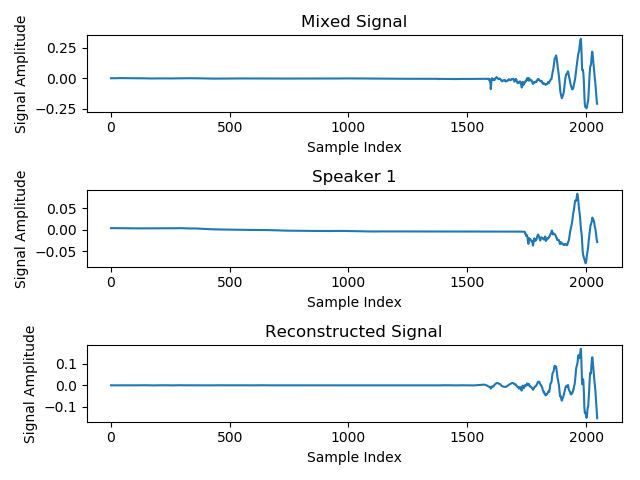 Mixed Signal
Signal Amplitude
0.25
0.00
−0.25
0 500 1000 1500 2000
Sample Index
Speaker 1
Signal Amplitude
0.05
0.00
−0.05
0 500 1000 1500 2000
Sample Index
Reconstructed Signal
Signal Amplitude
0.1
0.0
−0.1
0 500 1000 1500 2000
Sample Index